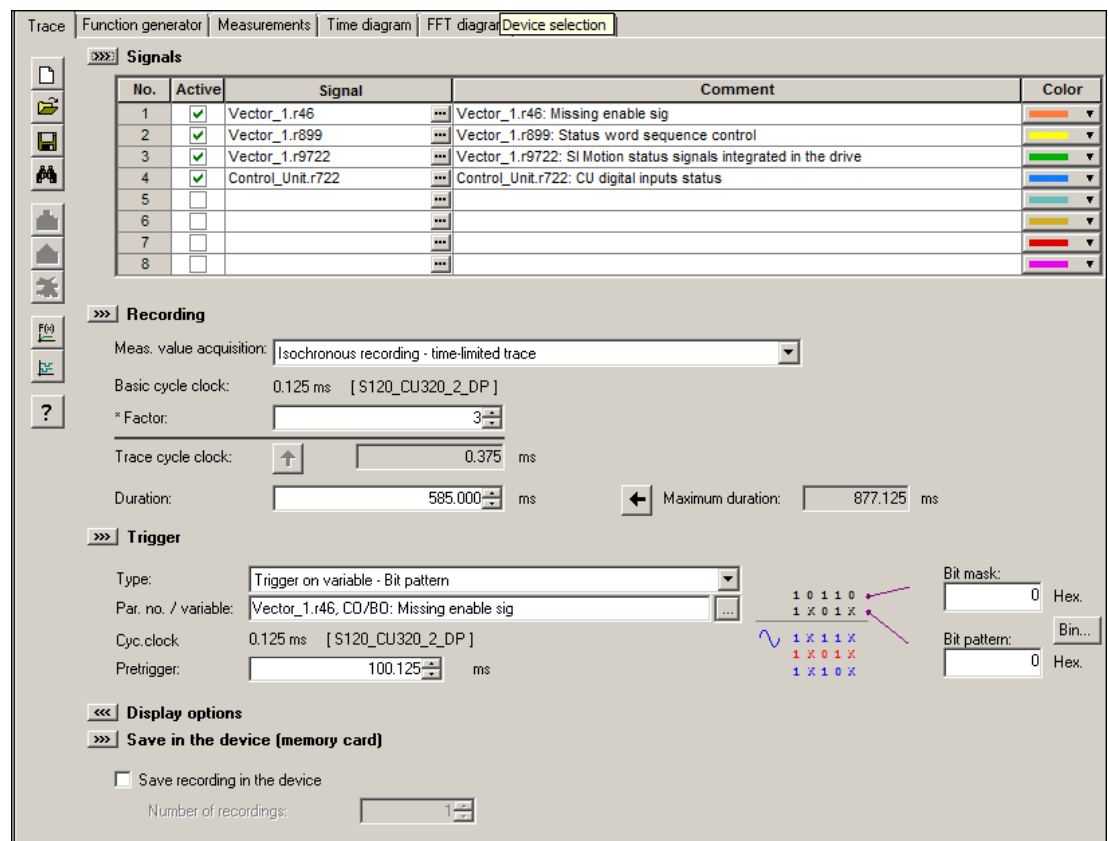 Trace Function generator Measurements Time diagram FFT diagra Device selection
>>> Signals
No. Active Signal Comment Color
1 Vector_1.r46 ... Vector_1.r46: Missing enable sig
2 Vector_1.r899 ... Vector_1.r899: Status word sequence control
3 Vector_1.r9722 ... Vector_1.r9722: SI Motion status signals integrated in the drive
4 Control_Unit.r722 ... Control_Unit.r722: CU digital inputs status
5 ...
6 ...
7 ...
8 ...
>>> Recording
F(x)
Meas. value acquisition: Isochronous recording - time-limited trace
Basic cycle clock: 0.125 ms [ S120_CU320_2_DP ]
?
* Factor: 3
Trace cycle clock: 0.375 ms
Duration: 585.000 ms Maximum duration: 877.125 ms
>>> Trigger
Type: Trigger on variable - Bit pattern
Bit mask:
1 0 1 1 0
0 Hex.
Par. no. / variable: Vector_1.r46, CO/BO: Missing enable sig ...
1 X 0 1 X
Bin...
Cyc.clock 0.125 ms [ S120_CU320_2_DP ]
1 X 1 1 X
Bit pattern:
1 X 0 1 X
Pretrigger: 100.125 ms
1 X 1 0 X
0 Hex.
<<< Display options
>>> Save in the device (memory card)
Save recording in the device
Number of recordings: 1